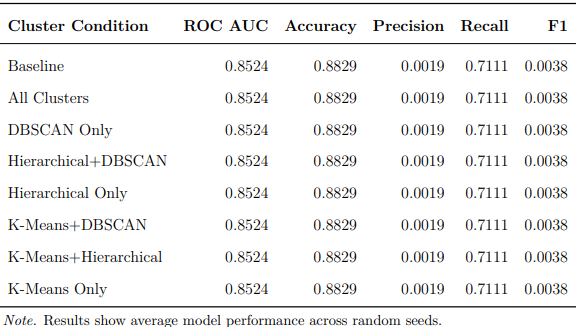 Cluster Condition ROC AUC Accuracy Precision Recall F1
Baseline 0.8524 0.8829 0.0019 0.7111 0.0038
All Clusters 0.8524 0.8829 0.0019 0.7111 0.0038
DBSCAN Only 0.8524 0.8829 0.0019 0.7111 0.0038
Hierarchical+DBSCAN 0.8524 0.8829 0.0019 0.7111 0.0038
Hierarchical Only 0.8524 0.8829 0.0019 0.7111 0.0038
K-Means+DBSCAN 0.8524 0.8829 0.0019 0.7111 0.0038
K-Means+Hierarchical 0.8524 0.8829 0.0019 0.7111 0.0038
K-Means Only 0.8524 0.8829 0.0019 0.7111 0.0038
Note. Results show average model performance across random seeds.